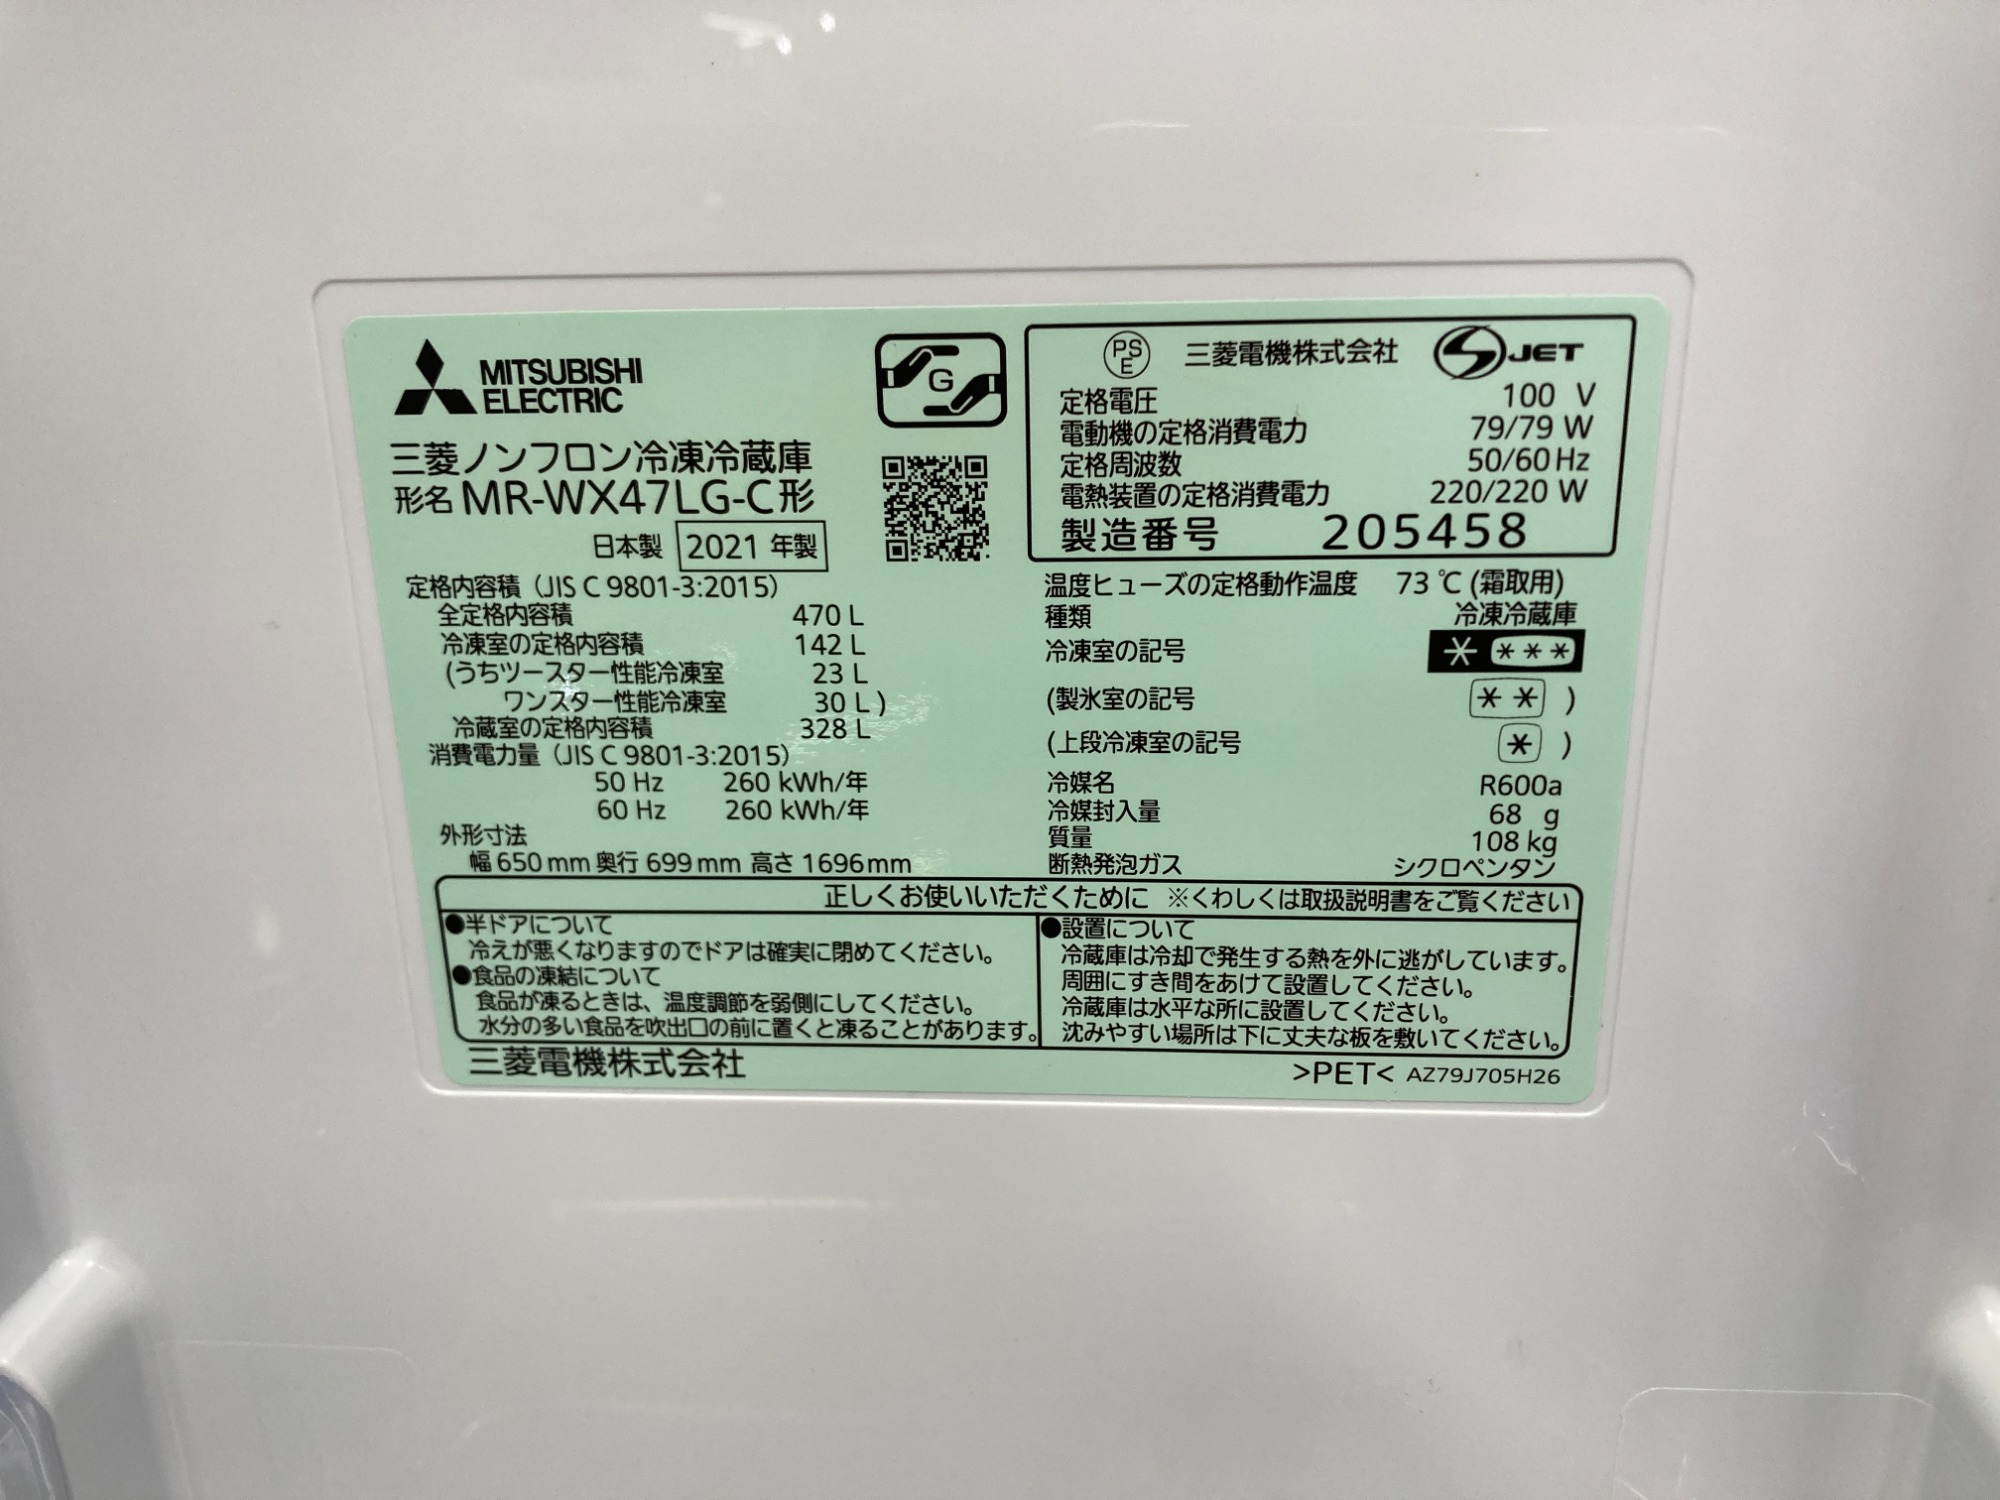 MITSUBISHI
ELECTRIC
G
三菱ノンフロン冷凍冷蔵庫
形名 MR-WX47LG-C形
日本製 2021 年製
定格内容積（JIS C 9801-3:2015）
全定格内容積 470 L
冷凍室の定格内容積 142 L
(うちツースター性能冷凍室 23 L
ワンスター性能冷凍室 30 L )
冷蔵室の定格内容積 328 L
消費電力量（JIS C 9801-3:2015）
50 Hz 260 kWh/年
60 Hz 260 kWh/年
外形寸法
幅 650 mm 奥行 699 mm 高さ 1696 mm
PS
E 三菱電機株式会社 JET
定格電圧 100 V
電動機の定格消費電力 79/79 W
定格周波数 50/60 Hz
電熱装置の定格消費電力 220/220 W
製造番号 205458
温度ヒューズの定格動作温度 73 ℃ (霜取用)
種類 冷凍冷蔵庫
冷凍室の記号 * ***
(製氷室の記号 ** )
(上段冷凍室の記号 * )
冷媒名 R600a
冷媒封入量 68 g
質量 108 kg
断熱発泡ガス シクロペンタン
正しくお使いいただくために ※くわしくは取扱説明書をご覧ください
●半ドアについて
冷えが悪くなりますのでドアは確実に閉めてください。
●食品の凍結について
食品が凍るときは、温度調節を弱側にしてください。
水分の多い食品を吹出口の前に置くと凍ることがあります。
●設置について
冷蔵庫は冷却で発生する熱を外に逃がしています。
周囲にすき間をあけて設置してください。
冷蔵庫は水平な所に設置してください。
沈みやすい場所は下に丈夫な板を敷いてください。
三菱電機株式会社
>PET< AZ79J705H26